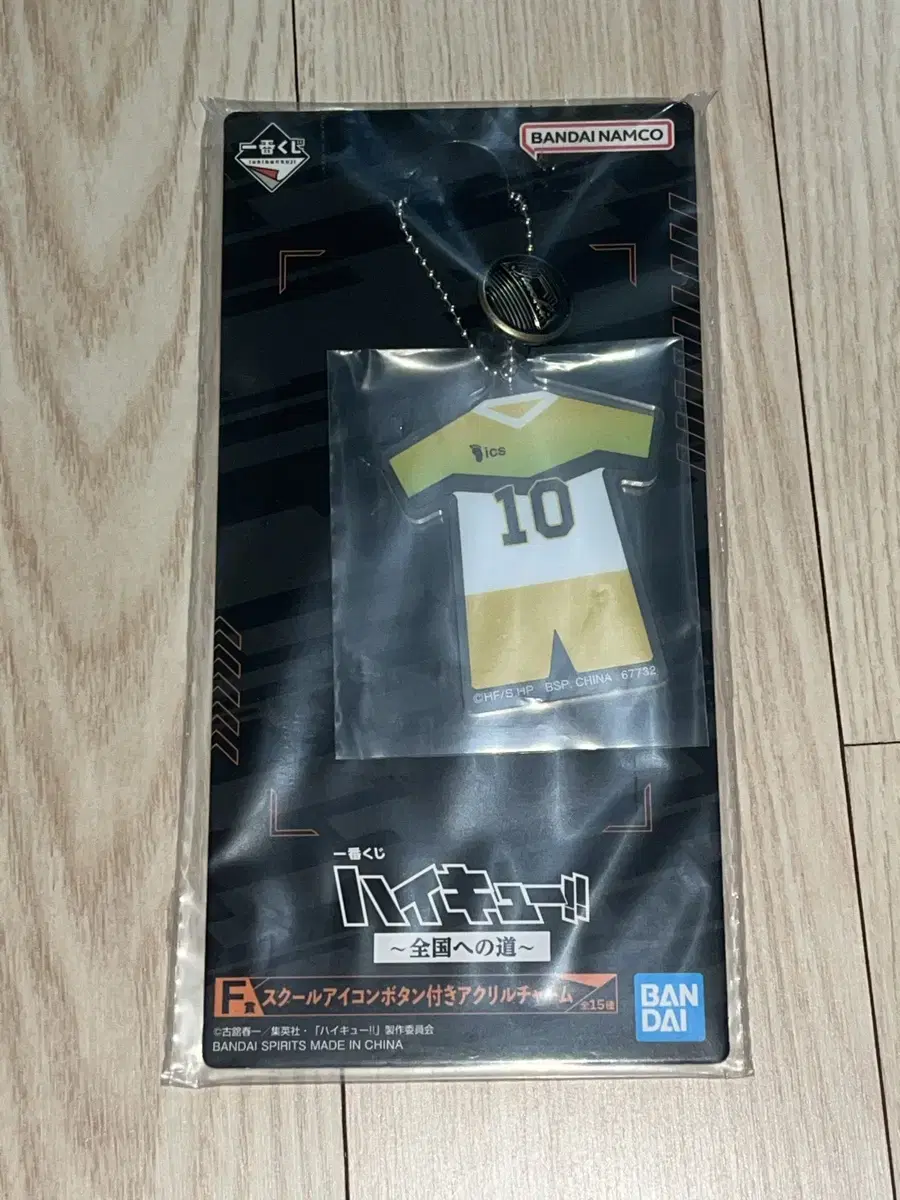 一番くじ
ICHIBANKUJI
BANDAI NAMCO
ics
10
©HF/S,HP BSP. CHINA 67732
一番くじ
ハイキュー!!
～全国への道～
F賞 スクールアイコンボタン付きアクリルチャーム 全15種
©古舘春一／集英社・「ハイキュー!!」製作委員会
BANDAI SPIRITS MADE IN CHINA
BAN
DAI